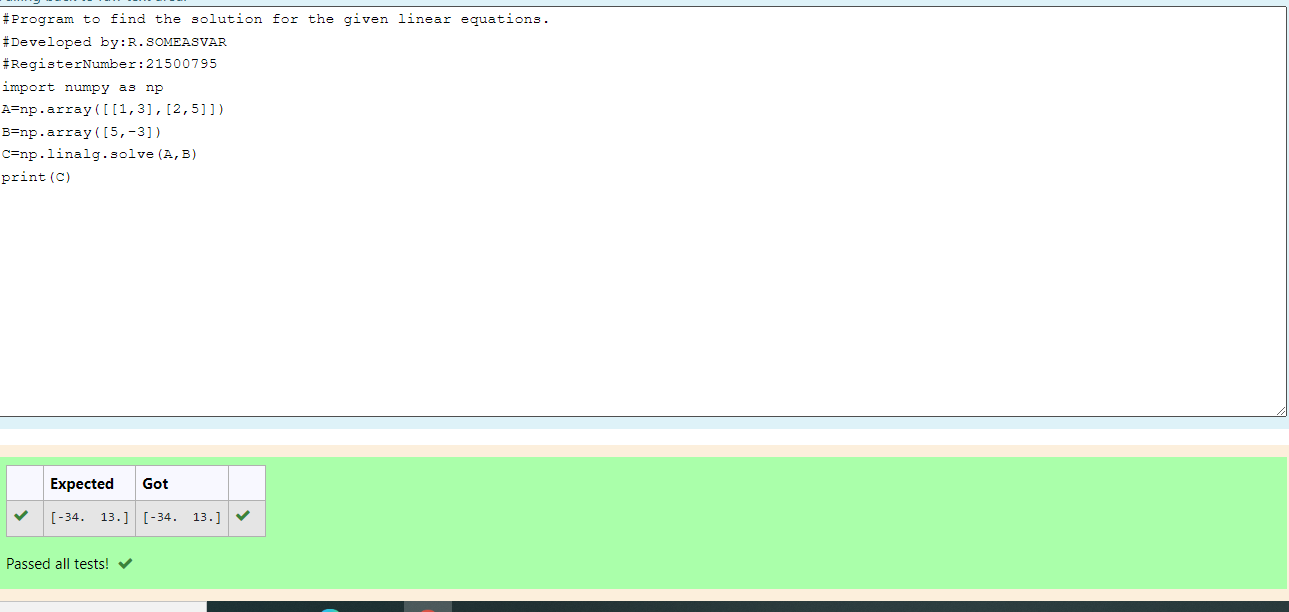 #Program to find the solution for the given linear equations.
#Developed by:R.SOMEASVAR
#RegisterNumber:21500795
import numpy as np
A=np.array([[1,3],[2,5]])
B=np.array([5,-3])
C=np.linalg.solve(A,B)
print(C)
Expected Got
[-34. 13.] [-34. 13.]
Passed all tests!